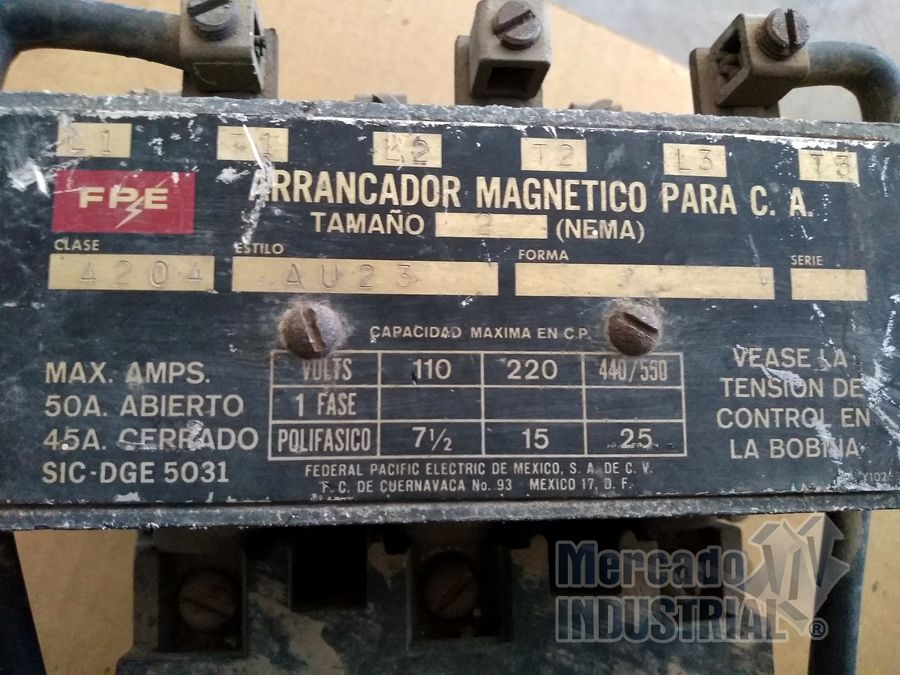 L1 T1 L2 T2 L3 T3
FPE
ARRANCADOR MAGNETICO PARA C. A.
TAMAÑO 2 (NEMA)
CLASE ESTILO FORMA SERIE
4204 AU23
CAPACIDAD MAXIMA EN C.P.
MAX. AMPS.
50A. ABIERTO
45A. CERRADO
SIC-DGE 5031
VOLTS 110 220 440/550
1 FASE
POLIFASICO 7½ 15 25
VEASE LA
TENSION DE
CONTROL EN
LA BOBINA
FEDERAL PACIFIC ELECTRIC DE MEXICO, S. A. DE C. V.
F. C. DE CUERNAVACA No. 93 MEXICO 17, D. F.
Mercado
INDUSTRIAL®